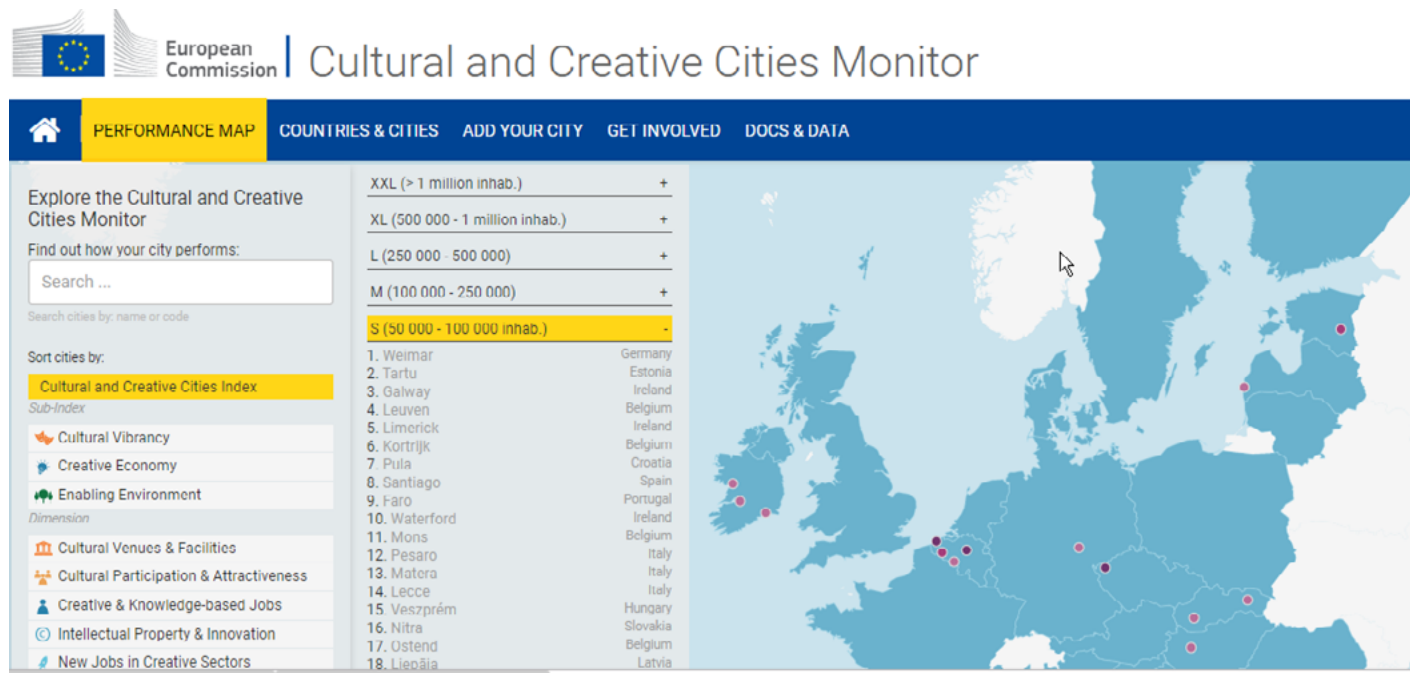 European
Commission
Cultural and Creative Cities Monitor
PERFORMANCE MAP COUNTRIES & CITIES ADD YOUR CITY GET INVOLVED DOCS & DATA
Explore the Cultural and Creative
Cities Monitor
Find out how your city performs:
Search ...
Search cities by: name or code
Sort cities by:
Cultural and Creative Cities Index
Sub-Index
Cultural Vibrancy
Creative Economy
Enabling Environment
Dimension
Cultural Venues & Facilities
Cultural Participation & Attractiveness
Creative & Knowledge-based Jobs
Intellectual Property & Innovation
New Jobs in Creative Sectors
XXL (> 1 million inhab.) +
XL (500 000 - 1 million inhab.) +
L (250 000 - 500 000) +
M (100 000 - 250 000) +
S (50 000 - 100 000 inhab.) -
1. Weimar Germany
2. Tartu Estonia
3. Galway Ireland
4. Leuven Belgium
5. Limerick Ireland
6. Kortrijk Belgium
7. Pula Croatia
8. Santiago Spain
9. Faro Portugal
10. Waterford Ireland
11. Mons Belgium
12. Pesaro Italy
13. Matera Italy
14. Lecce Italy
15. Veszprém Hungary
16. Nitra Slovakia
17. Ostend Belgium
18. Liepāja Latvia